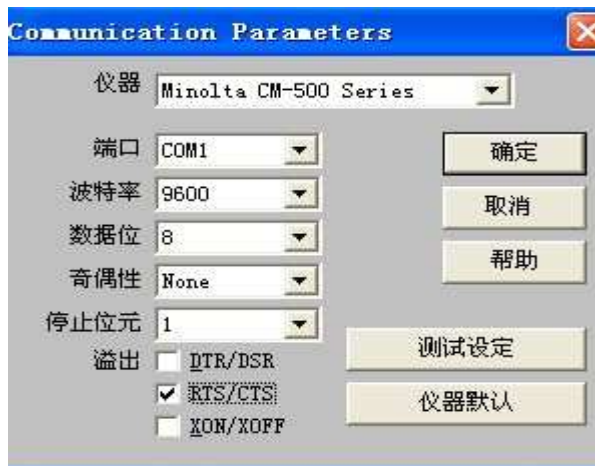 Communication Parameters
仪器 Minolta CM-500 Series
端口 COM1 确定
波特率 9600 取消
数据位 8
奇偶性 None 帮助
停止位元 1
溢出 DTR/DSR 测试设定
RTS/CTS 仪器默认
XON/XOFF